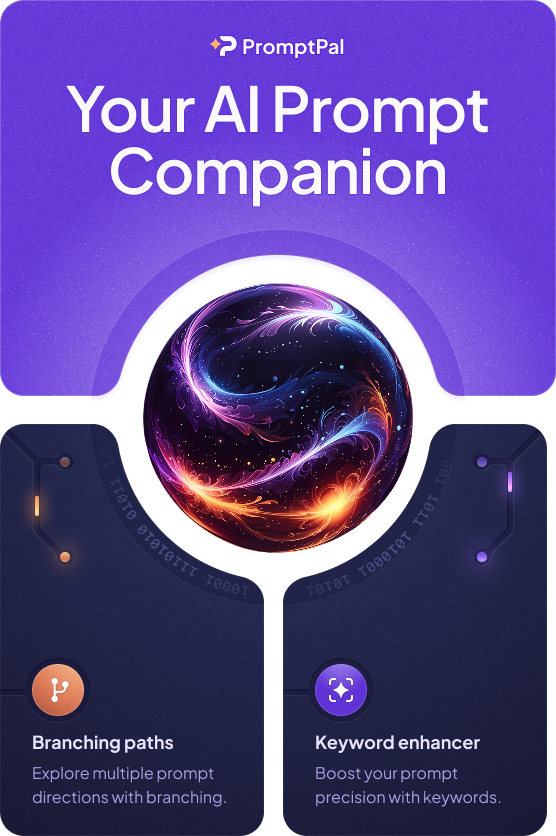 PromptPal
Your AI Prompt
Companion
Branching paths
Explore multiple prompt
directions with branching.
Keyword enhancer
Boost your prompt
precision with keywords.